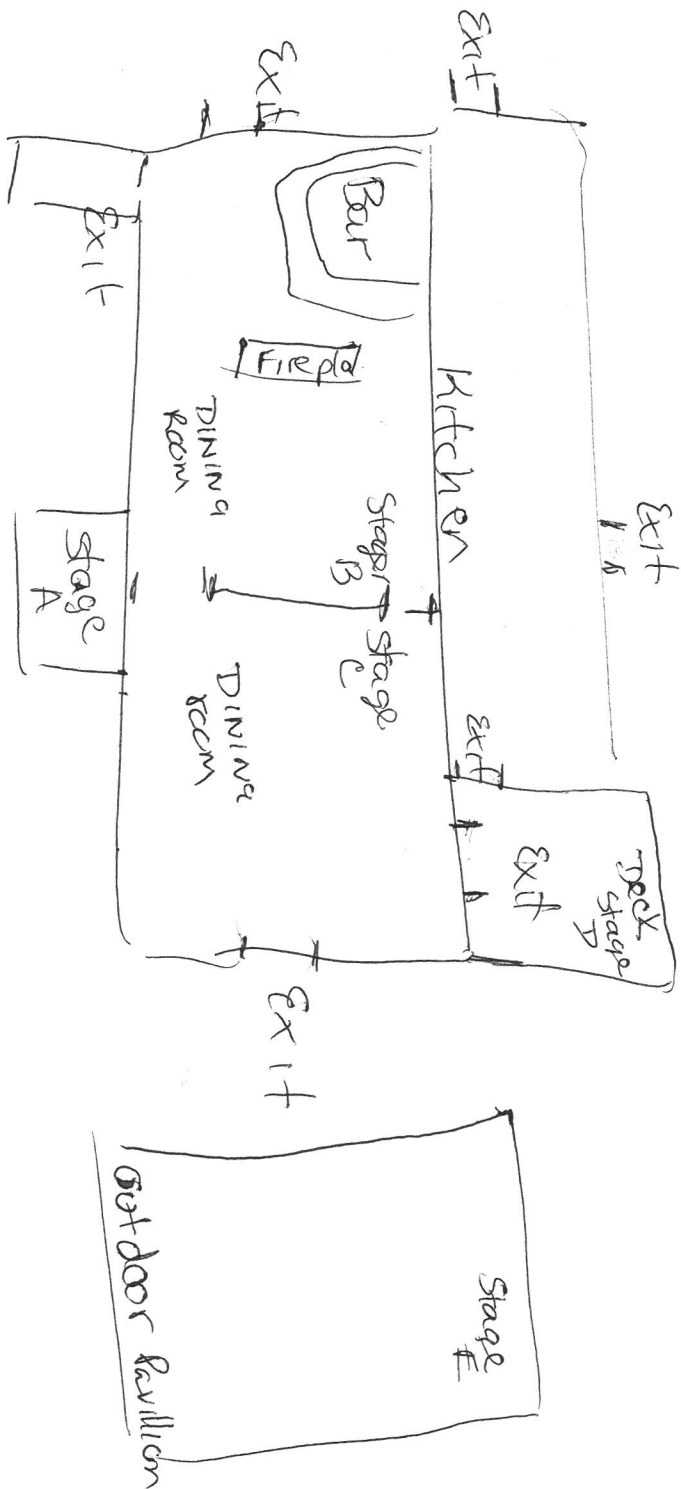 Exit
Deck
Stage
D
Exit
Exit
Exit
Kitchen
Stage
E
Bar
Stage
B
Stage
C
Exit
Firepla
Exit
DINING
ROOM
DINING
room
Exit
Stage
A
Outdoor Pavillion